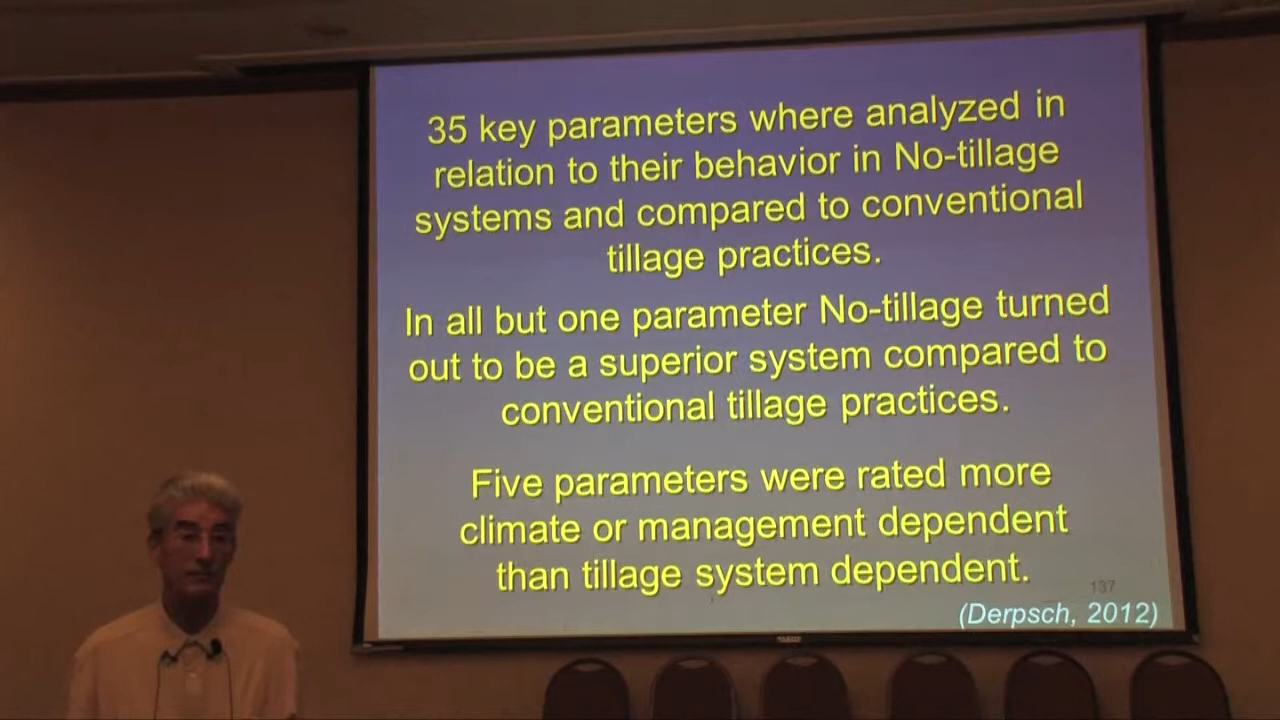 35 key parameters where analyzed in
relation to their behavior in No-tillage
systems and compared to conventional
tillage practices.
In all but one parameter No-tillage turned
out to be a superior system compared to
conventional tillage practices.
Five parameters were rated more
climate or management dependent
than tillage system dependent.
137
(Derpsch, 2012)